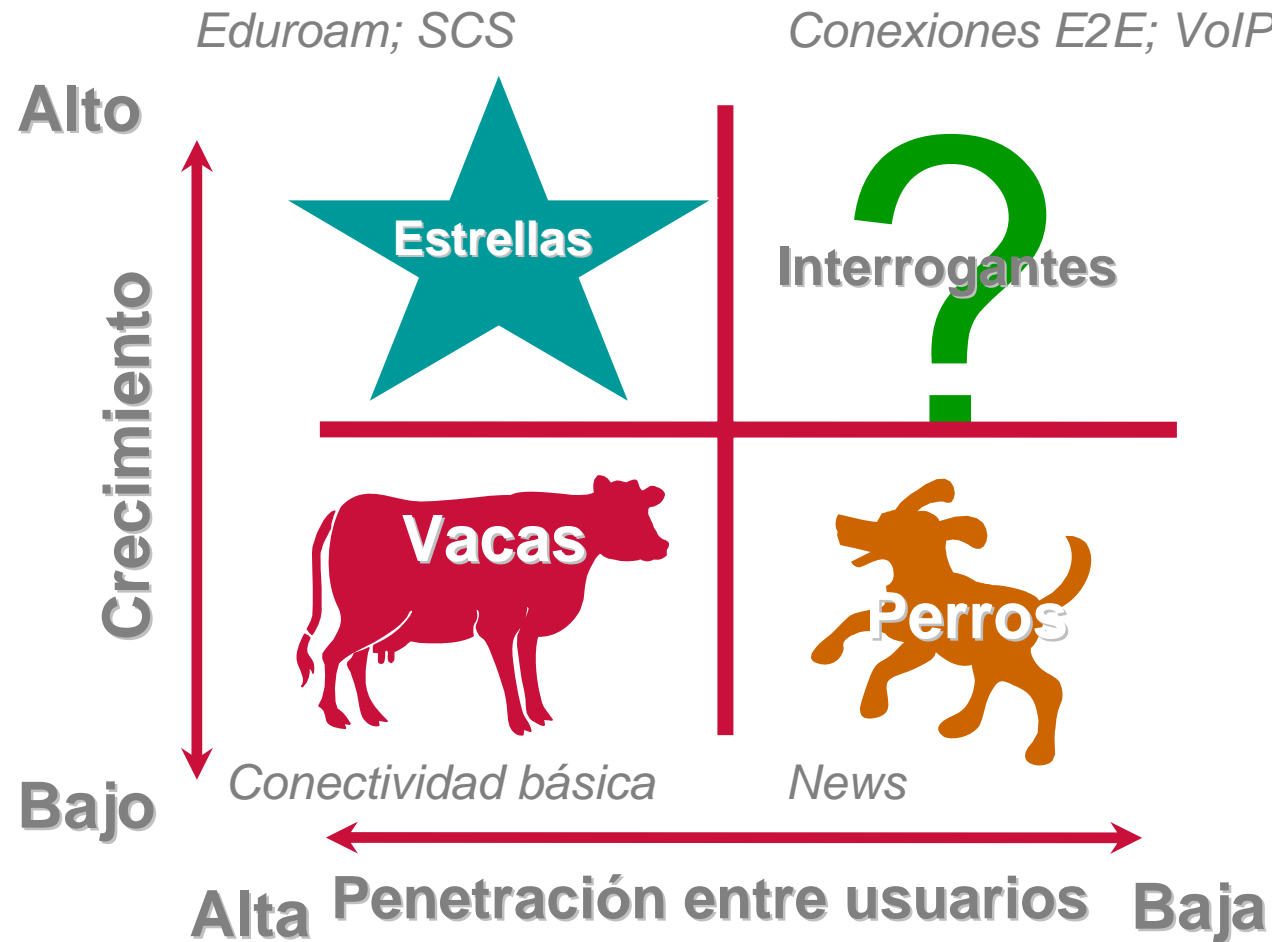 Eduroam; SCS
Conexiones E2E; VoIP
Alto
Estrellas
Interrogantes
Crecimiento
Vacas
Perros
Conectividad básica
News
Bajo
Alta
Penetración entre usuarios
Baja